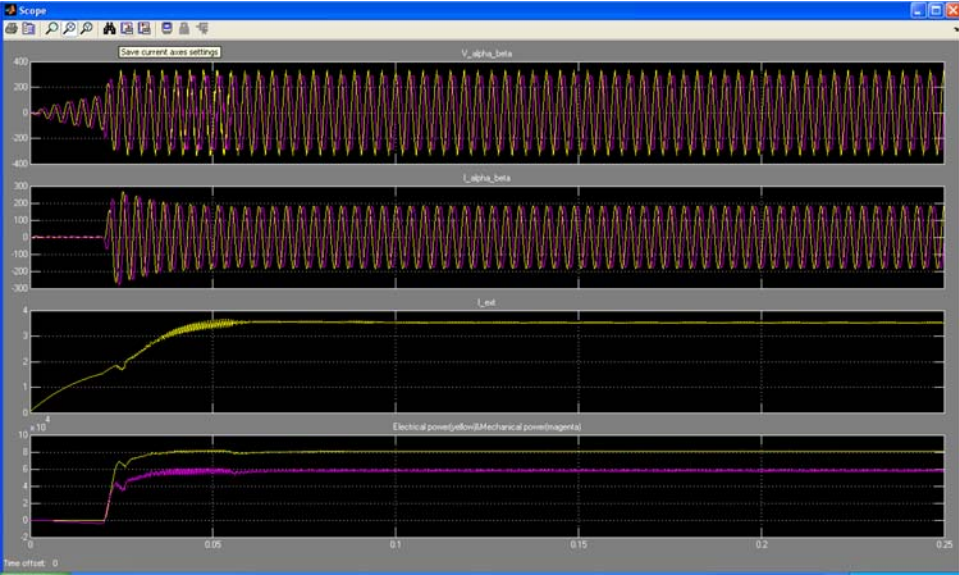 Scope
Save current axes settings
V_alpha_beta
400
200
0
-200
-400
I_alpha_beta
300
200
100
0
-100
-200
-300
I_ext
4
3
2
1
0
Electrical power(yellow)\Mechanical power(magenta)
x 10 4
10
8
6
4
2
0
-2
0 0.05 0.1 0.15 0.2 0.25
Time offset: 0